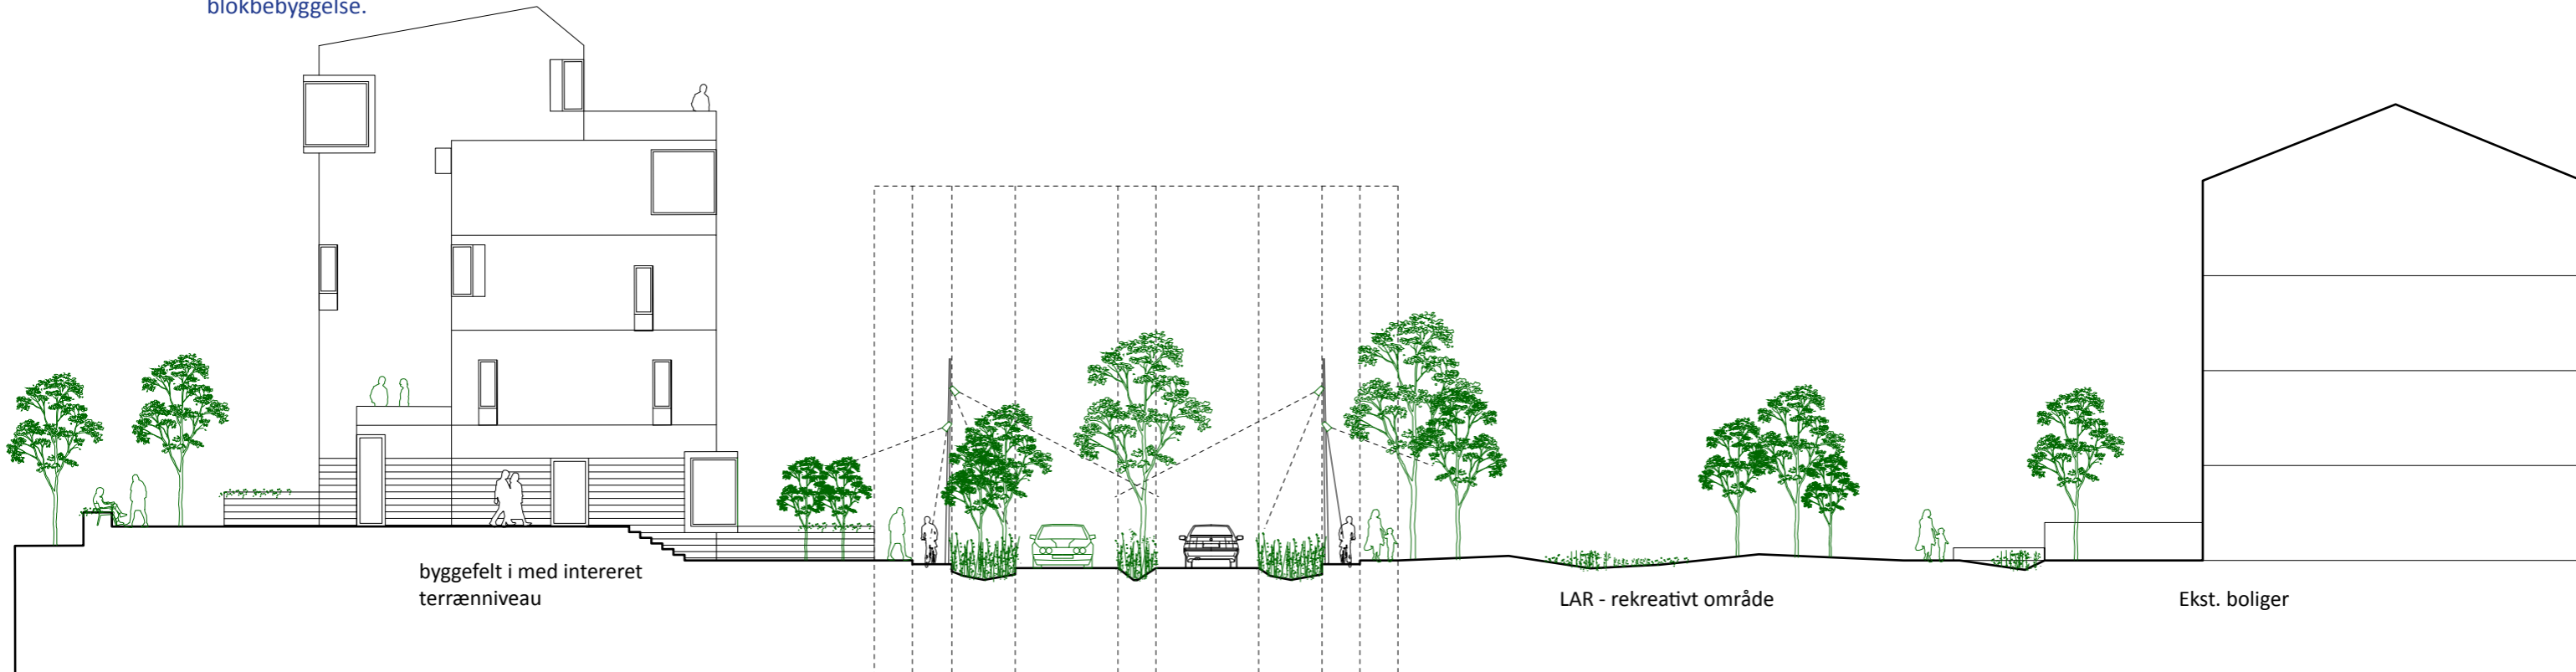 blokbebyggelse.
byggefelt i med intereret
terrænniveau
LAR - rekreativt område
Ekst. boliger